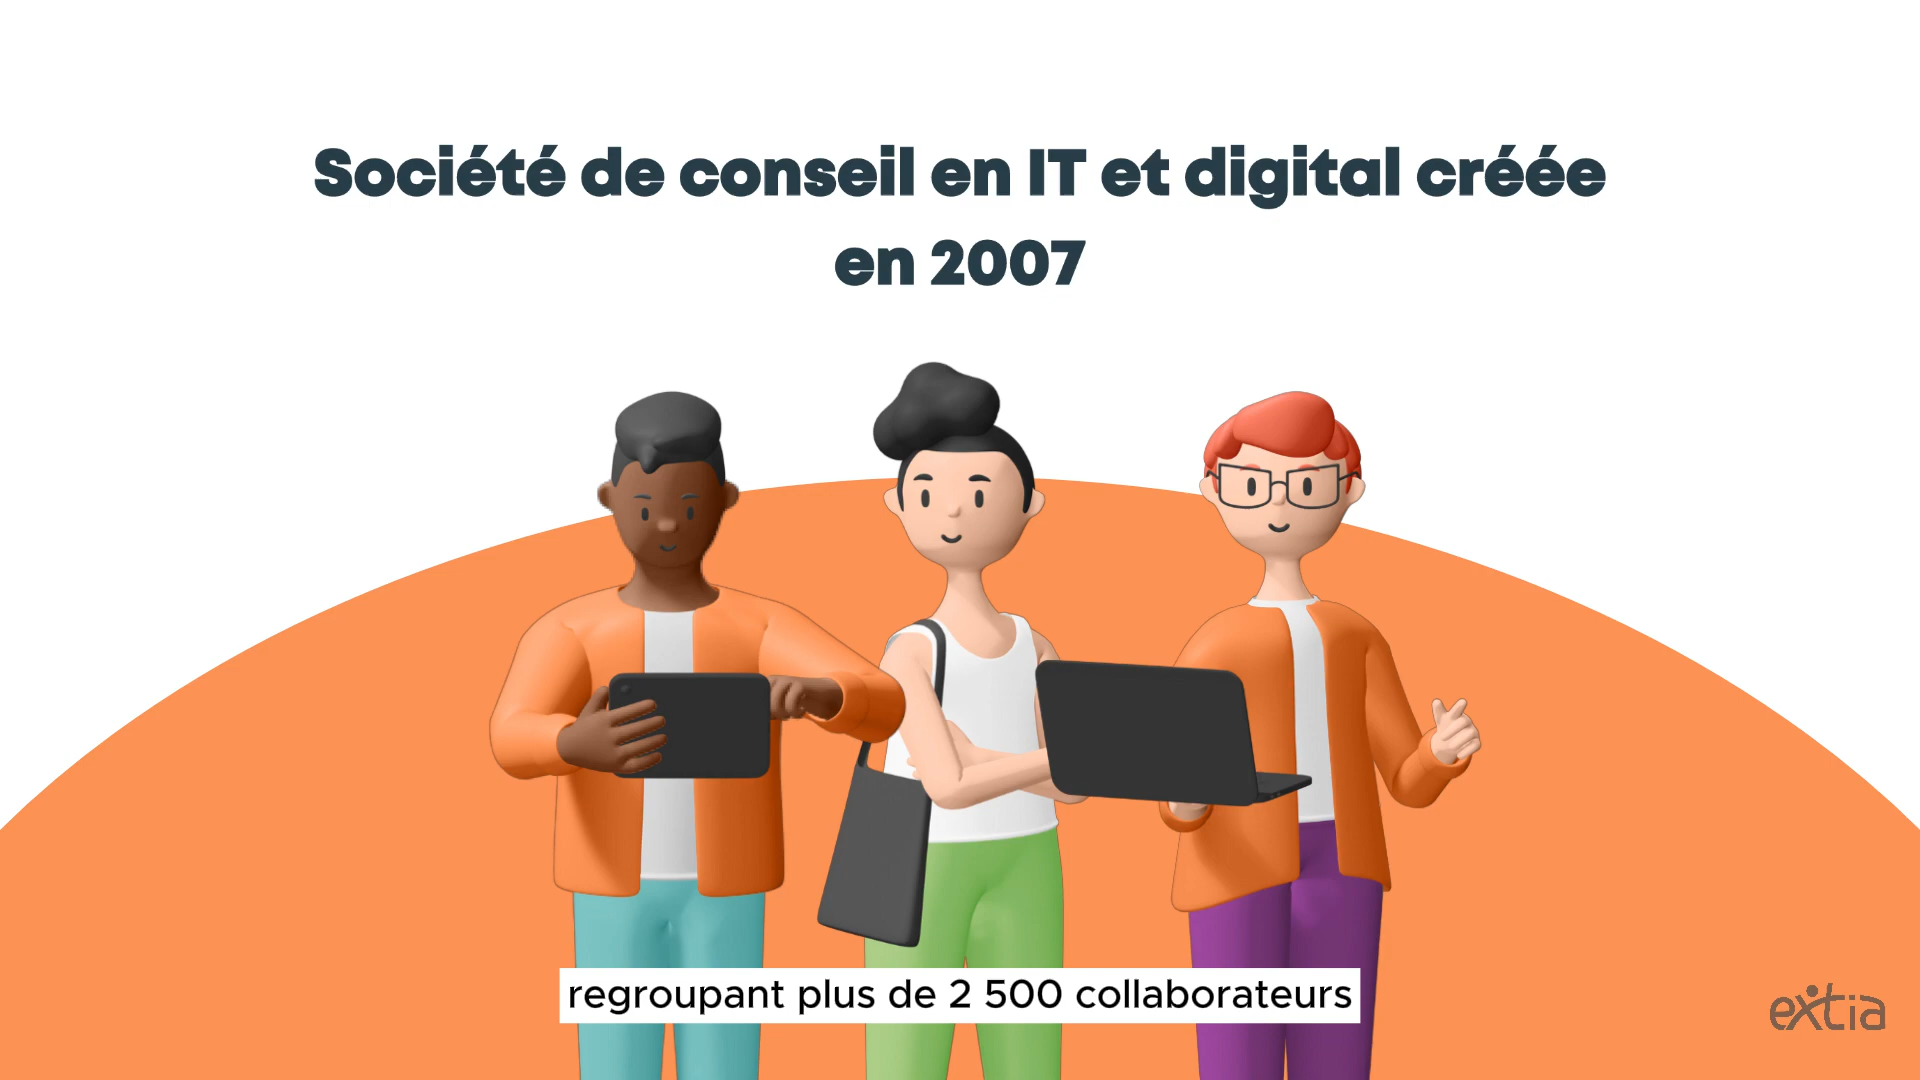 Société de conseil en IT et digital créée
en 2007
regroupant plus de 2 500 collaborateurs
extia